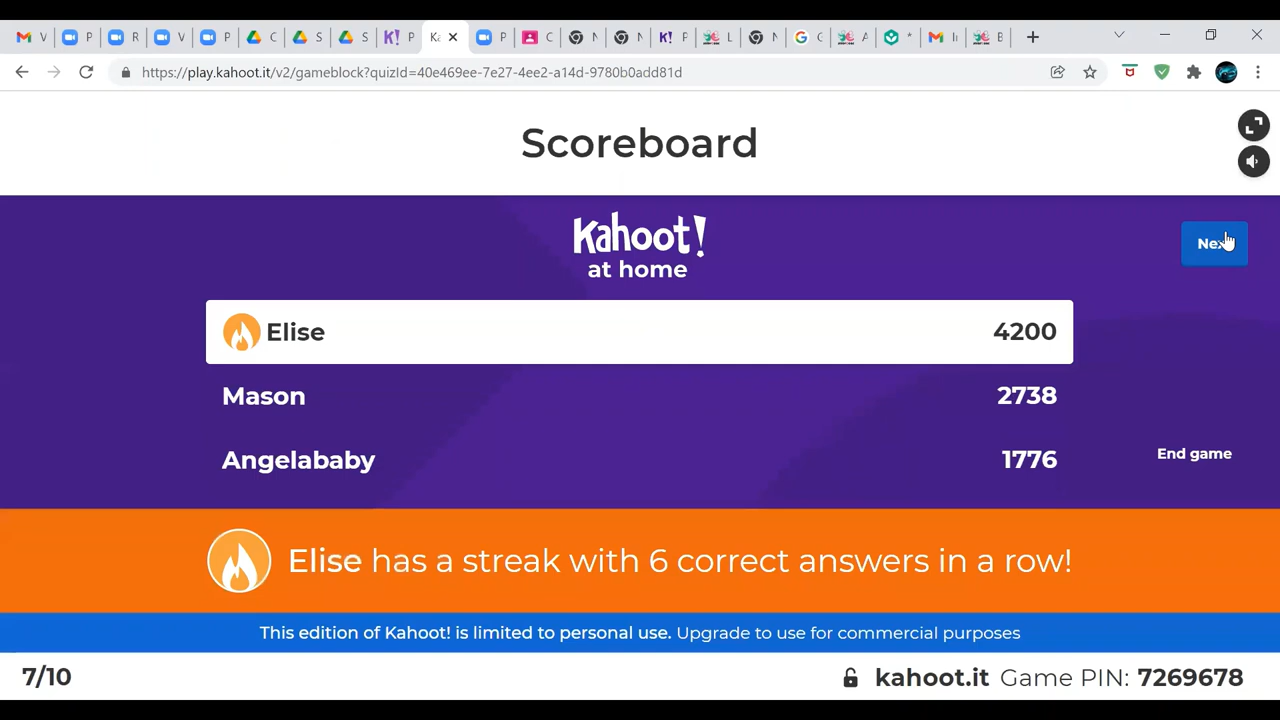 V P R V P C S S P Ka P C N N P L N G A * In B
https://play.kahoot.it/v2/gameblock?quizId=40e469ee-7e27-4ee2-a14d-9780b0add81d
Scoreboard
Kahoot!
at home
Elise 4200
Mason 2738
Angelababy 1776
End game
Elise has a streak with 6 correct answers in a row!
This edition of Kahoot! is limited to personal use. Upgrade to use for commercial purposes
7/10 kahoot.it Game PIN: 7269678